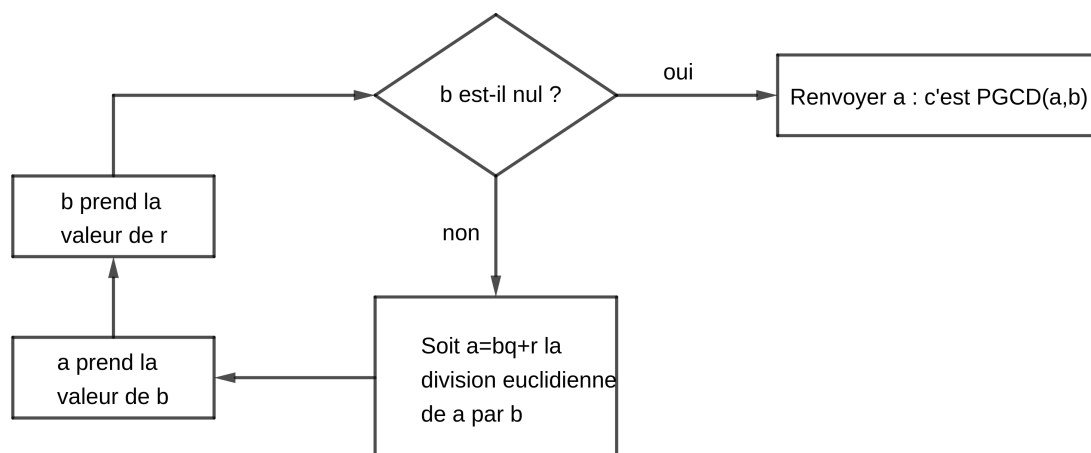 b est-il nul ?
oui
Renvoyer a : c'est PGCD(a,b)
non
Soit a=bq+r la
division euclidienne
de a par b
a prend la
valeur de b
b prend la
valeur de r